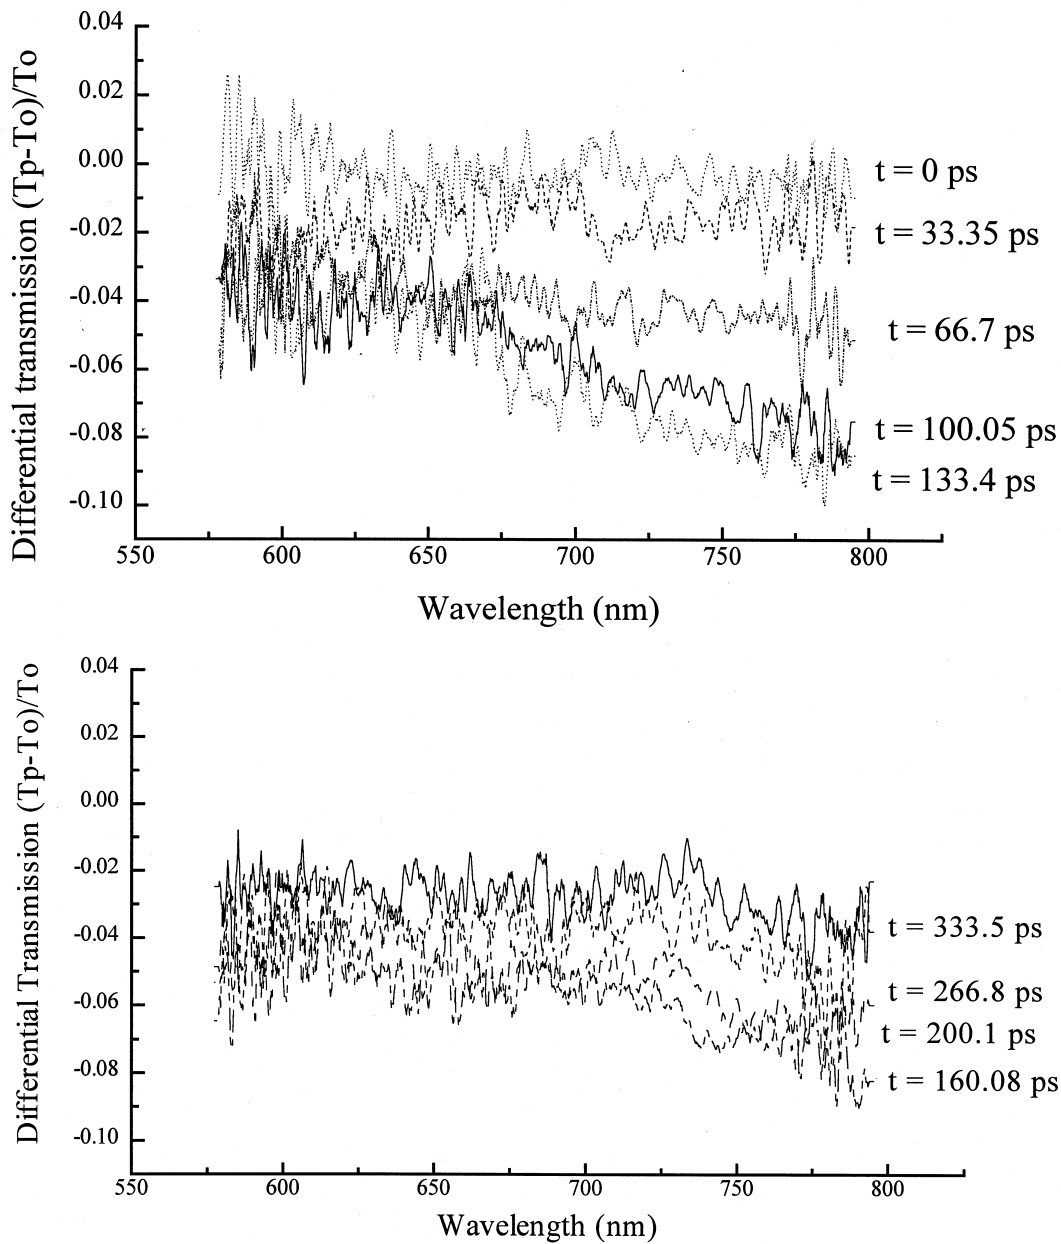 Differential transmission (Tp-To)/To
0.04
0.02
0.00
-0.02
-0.04
-0.06
-0.08
-0.10
t = 0 ps
t = 33.35 ps
t = 66.7 ps
t = 100.05 ps
t = 133.4 ps
550 600 650 700 750 800
Wavelength (nm)
Differential Transmission (Tp-To)/To
0.04
0.02
0.00
-0.02
-0.04
-0.06
-0.08
-0.10
t = 333.5 ps
t = 266.8 ps
t = 200.1 ps
t = 160.08 ps
550 600 650 700 750 800
Wavelength (nm)